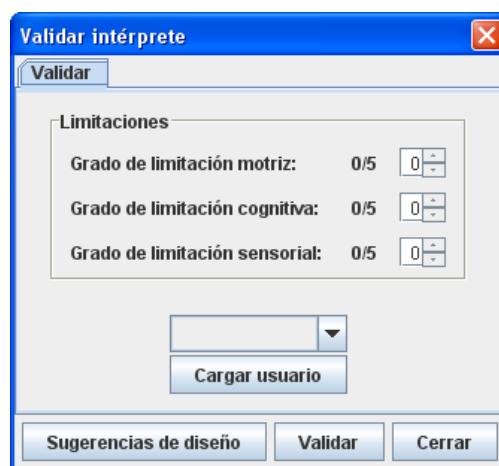 Validar intérprete
Validar
Limitaciones
Grado de limitación motriz: 0/5 0
Grado de limitación cognitiva: 0/5 0
Grado de limitación sensorial: 0/5 0
Cargar usuario
Sugerencias de diseño Validar Cerrar